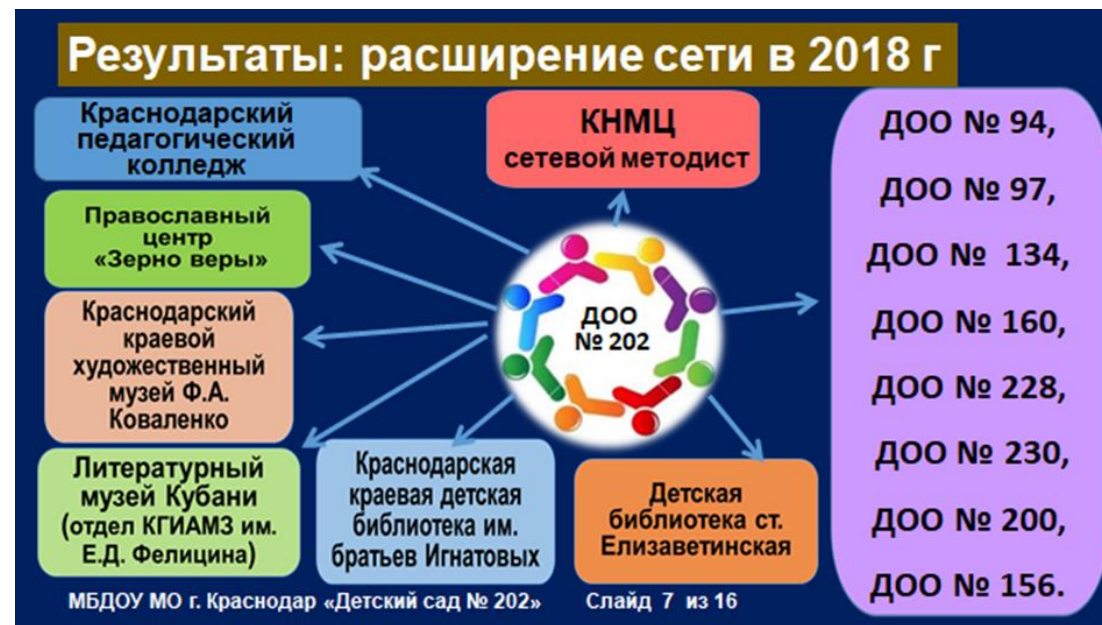 Результаты: расширение сети в 2018 г
Краснодарский
педагогический
колледж
КНМЦ
сетевой методист
Православный
центр
«Зерно веры»
Краснодарский
краевой
художественный
музей Ф.А.
Коваленко
Литературный
музей Кубани
(отдел КГИАМЗ им.
Е.Д. Фелицина)
Краснодарская
краевая детская
библиотека им.
братьев Игнатовых
Детская
библиотека ст.
Елизаветинская
ДОО
№ 202
ДОО № 94,
ДОО № 97,
ДОО № 134,
ДОО № 160,
ДОО № 228,
ДОО № 230,
ДОО № 200,
ДОО № 156.
МБДОУ МО г. Краснодар «Детский сад № 202» Слайд 7 из 16